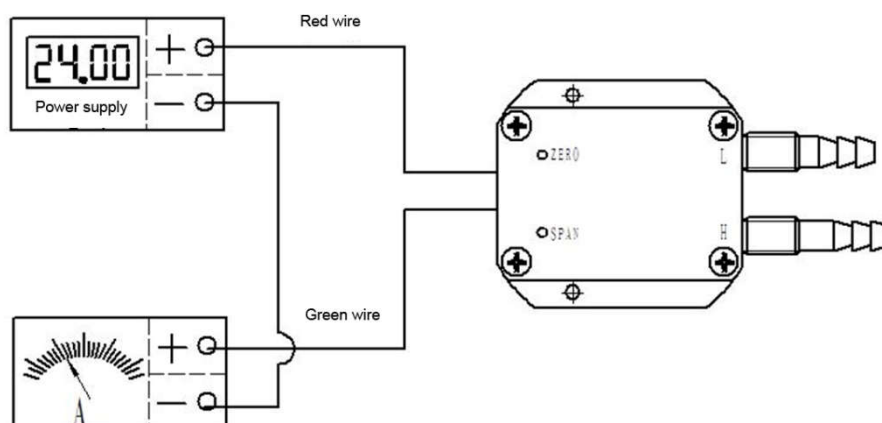 Red wire
24.00
+
Power supply
−
ZERO
L
SPAN
H
Green wire
+
−
A